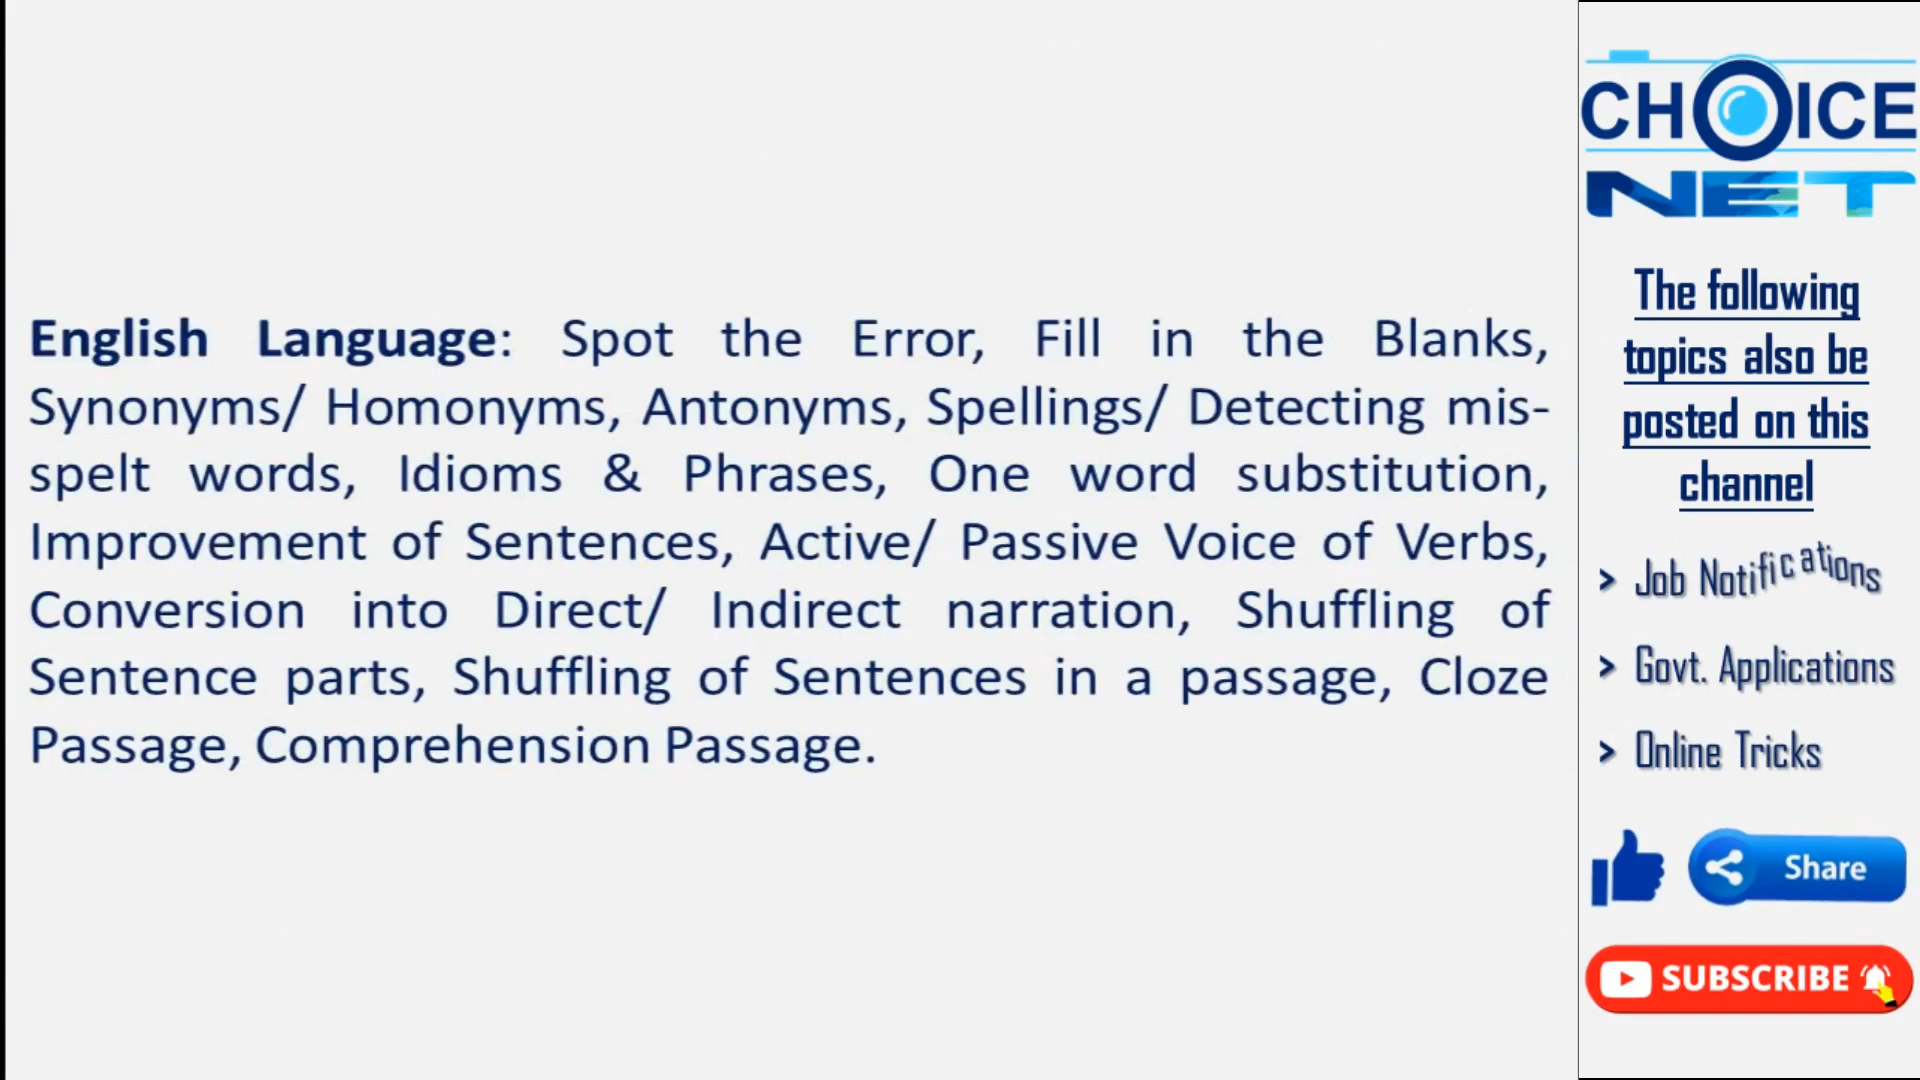 English Language: Spot the Error, Fill in the Blanks,
Synonyms/ Homonyms, Antonyms, Spellings/ Detecting mis-
spelt words, Idioms & Phrases, One word substitution,
Improvement of Sentences, Active/ Passive Voice of Verbs,
Conversion into Direct/ Indirect narration, Shuffling of
Sentence parts, Shuffling of Sentences in a passage, Cloze
Passage, Comprehension Passage.
CHOICE
NET
The following
topics also be
posted on this
channel
> Job Notifications
> Govt. Applications
> Online Tricks
Share
SUBSCRIBE